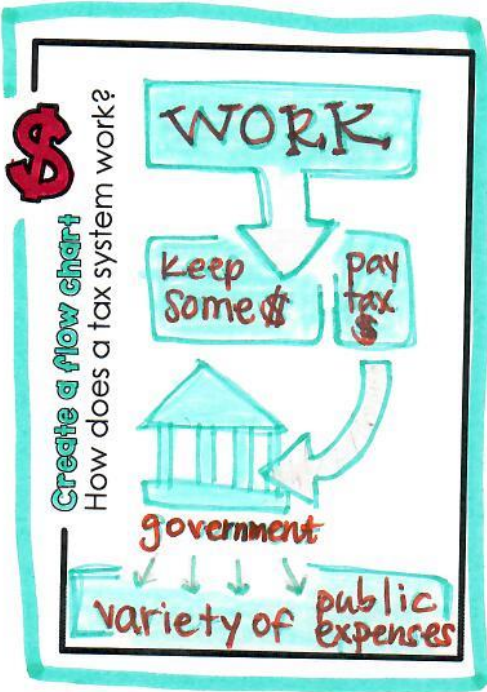 $
Create a flow chart
How does a tax system work?
WORK
keep
some $
pay
tax
$
government
variety of public
expenses